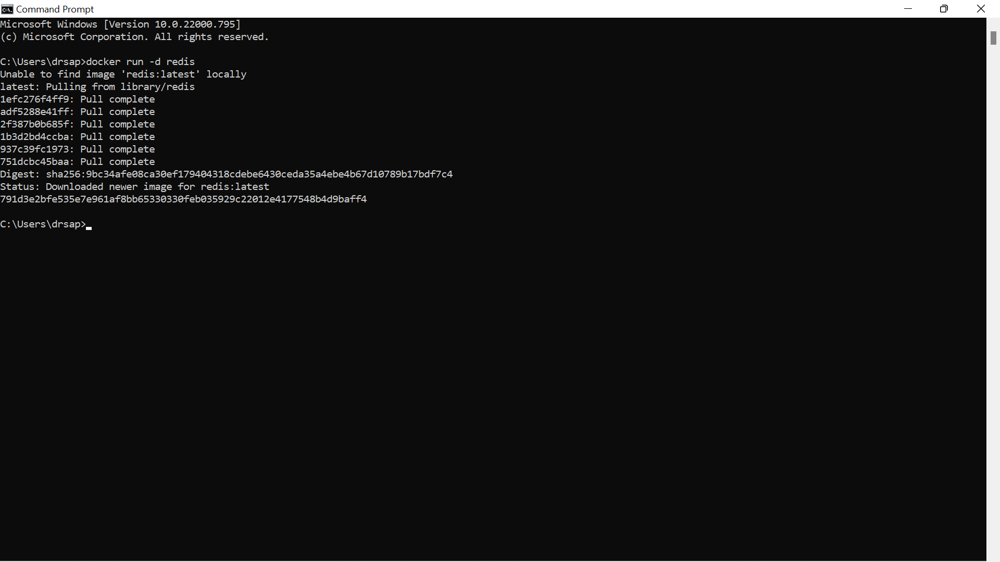 Command Prompt
Microsoft Windows [Version 10.0.22000.795]
(c) Microsoft Corporation. All rights reserved.
C:\Users\drsap>docker run -d redis
Unable to find image 'redis:latest' locally
latest: Pulling from library/redis
1efc276f4ff9: Pull complete
adf5288e41ff: Pull complete
2f387b0b685f: Pull complete
1b3d2bd4ccba: Pull complete
937c39fc1973: Pull complete
751dcbc45baa: Pull complete
Digest: sha256:9bc34afe08ca30ef179404318cdebe6430ceda35a4ebe4b67d10789b17bdf7c4
Status: Downloaded newer image for redis:latest
791d3e2bfe535e7e961af8bb65330330feb035929c22012e4177548b4d9baff4
C:\Users\drsap>